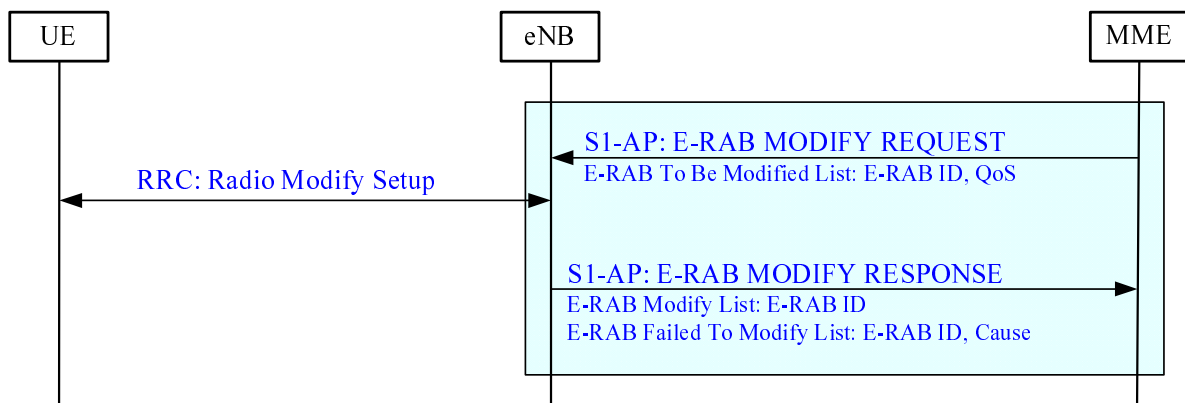 UE
eNB
MME
S1-AP: E-RAB MODIFY REQUEST
E-RAB To Be Modified List: E-RAB ID, QoS
RRC: Radio Modify Setup
S1-AP: E-RAB MODIFY RESPONSE
E-RAB Modify List: E-RAB ID
E-RAB Failed To Modify List: E-RAB ID, Cause